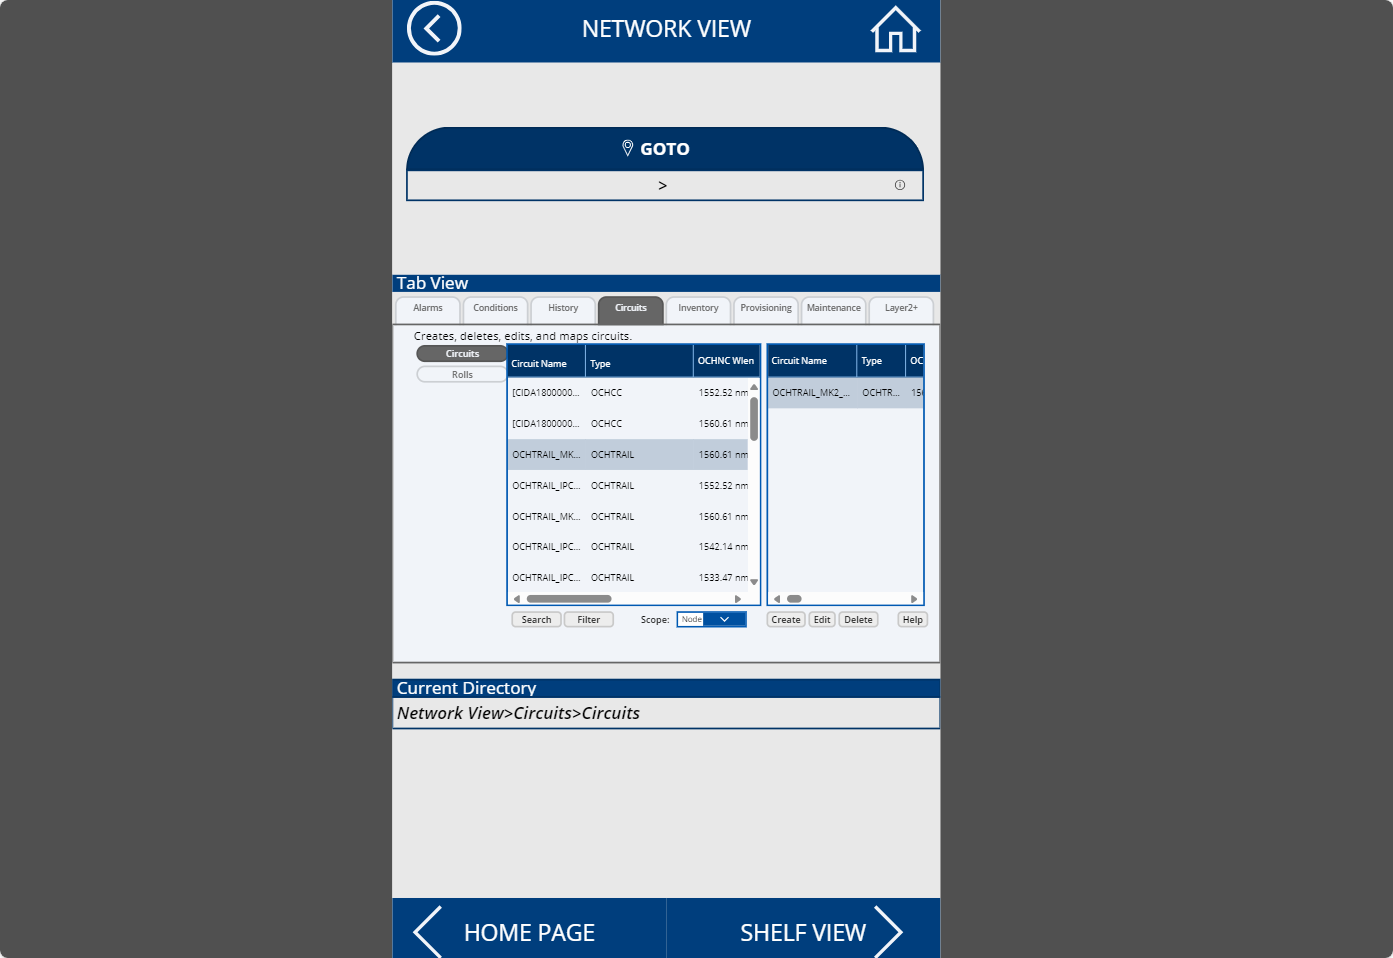 NETWORK VIEW
GOTO
>
Tab View
Alarms Conditions History Circuits Inventory Provisioning Maintenance Layer2+
Creates, deletes, edits, and maps circuits.
Circuits
Rolls
Circuit Name Type OCHNC Wlen
[CIDA1800000... OCHCC 1552.52 nm
[CIDA1800000... OCHCC 1560.61 nm
OCHTRAIL_MK... OCHTRAIL 1560.61 nm
OCHTRAIL_IPC... OCHTRAIL 1552.52 nm
OCHTRAIL_MK... OCHTRAIL 1560.61 nm
OCHTRAIL_IPC... OCHTRAIL 1542.14 nm
OCHTRAIL_IPC... OCHTRAIL 1533.47 nm
Circuit Name Type OC
OCHTRAIL_MK2_... OCHTR... 15
Search Filter Scope: Node Create Edit Delete Help
Current Directory
Network View>Circuits>Circuits
HOME PAGE SHELF VIEW